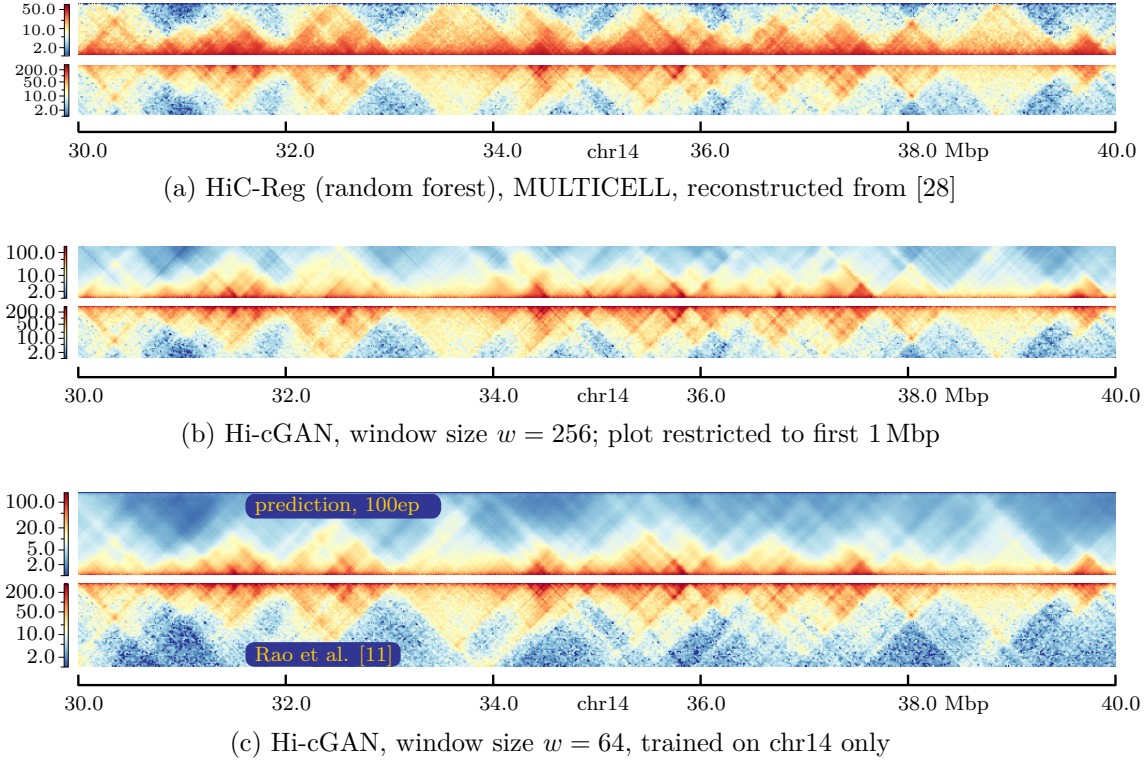 50.0
10.0
2.0
200.0
50.0
10.0
2.0
30.0 32.0 34.0 chr14 36.0 38.0 Mbp 40.0
(a) HiC-Reg (random forest), MULTICELL, reconstructed from [28]
100.0
10.0
2.0
200.0
50.0
10.0
2.0
30.0 32.0 34.0 chr14 36.0 38.0 Mbp 40.0
(b) Hi-cGAN, window size w = 256; plot restricted to first 1 Mbp
100.0
prediction, 100ep
20.0
5.0
2.0
200.0
50.0
10.0
Rao et al. [11]
2.0
30.0 32.0 34.0 chr14 36.0 38.0 Mbp 40.0
(c) Hi-cGAN, window size w = 64, trained on chr14 only